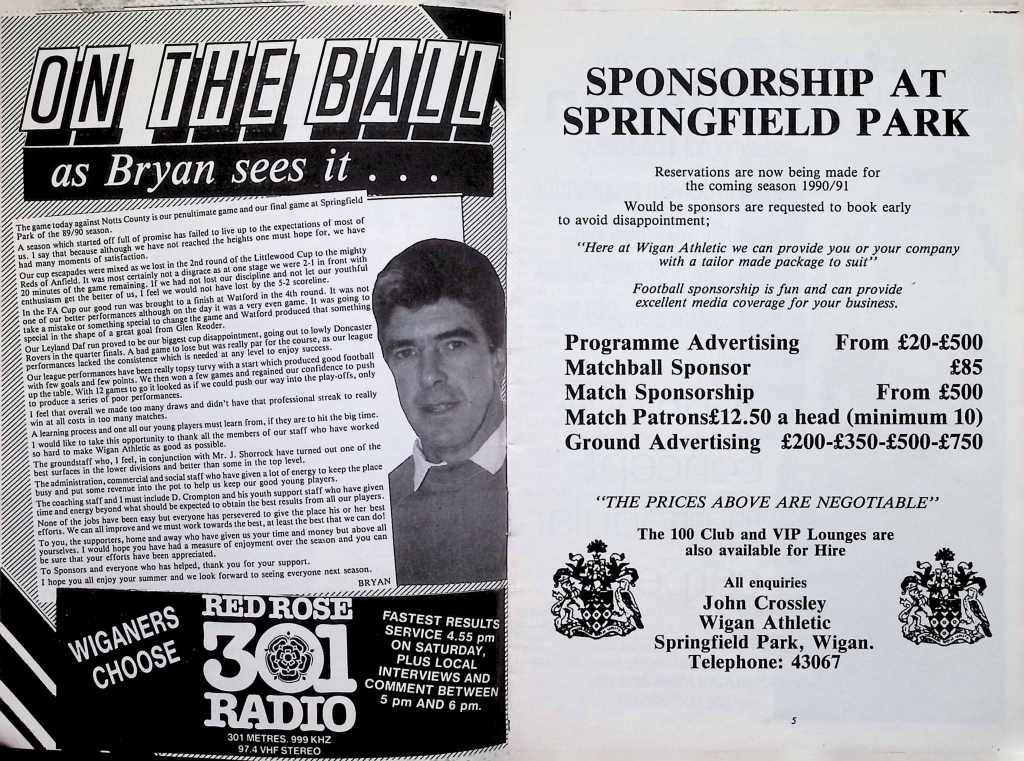 ON THE BALL
as Bryan sees it . . .
The game today against Notts County is our penultimate game and our final game at Springfield
Park of the 89/90 season.
A season which started off full of promise has failed to live up to the expectations of most of
us. I say that because although we have not reached the heights one must hope for, we have
had many moments of satisfaction.
Our cup escapades were mixed as we lost in the 2nd round of the Littlewood Cup to the mighty
Reds of Anfield. It was most certainly not a disgrace as at one stage we were 2-1 in front with
20 minutes of the game remaining. If we had not lost our discipline and not let our youthful
enthusiasm get the better of us, I feel we would not have lost by the 5-2 scoreline.
In the FA Cup our good run was brought to a finish at Watford in the 4th round. It was not
one of our better performances although on the day it was a very even game. It was going to
take a mistake or something special to change the game and Watford produced that something
special in the shape of a great goal from Glen Reoder.
Our Leyland Daf run proved to be our biggest cup disappointment, going out to lowly Doncaster
Rovers in the quarter finals. A bad game to lose but was really par for the course, as our league
performances lacked the consistence which is needed at any level to enjoy success.
Our league performances have been really topsy turvy with a start which produced good football
with few goals and few points. We then won a few games and regained our confidence to push
up the table. With 12 games to go it looked as if we could push our way into the play-offs, only
to produce a series of poor performances.
I feel that overall we made too many draws and didn't have that professional streak to really
win at all costs in too many matches.
A learning process and one all our young players must learn from, if they are to hit the big time.
I would like to take this opportunity to thank all the members of our staff who have worked
so hard to make Wigan Athletic as good as possible.
The groundstaff who, I feel, in conjunction with Mr. J. Shorrock have turned out one of the
best surfaces in the lower divisions and better than some in the top level.
The administration, commercial and social staff who have given a lot of energy to keep the place
busy and put some revenue into the pot to help us keep our good young players.
The coaching staff and I must include D. Crompton and his youth support staff who have given
time and energy beyond what should be expected to obtain the best results from all our players.
None of the jobs have been easy but everyone has persevered to give the place his or her best
efforts. We can all improve and we must work towards the best, at least the best that we can do!
To you, the supporters, home and away who have given us your time and money but above all
yourselves. I would hope you have had a measure of enjoyment over the season and you can
be sure that your efforts have been appreciated.
To Sponsors and everyone who has helped, thank you for your support.
I hope you all enjoy your summer and we look forward to seeing everyone next season.
BRYAN
WIGANERS
CHOOSE
RED ROSE
301
RADIO
301 METRES. 999 KHZ
97.4 VHF STEREO
FASTEST RESULTS
SERVICE 4.55 pm
ON SATURDAY,
PLUS LOCAL
INTERVIEWS AND
COMMENT BETWEEN
5 pm AND 6 pm.
SPONSORSHIP AT
SPRINGFIELD PARK
Reservations are now being made for
the coming season 1990/91
Would be sponsors are requested to book early
to avoid disappointment;
"Here at Wigan Athletic we can provide you or your company
with a tailor made package to suit"
Football sponsorship is fun and can provide
excellent media coverage for your business.
Programme Advertising From £20-£500
Matchball Sponsor £85
Match Sponsorship From £500
Match Patrons£12.50 a head (minimum 10)
Ground Advertising £200-£350-£500-£750
"THE PRICES ABOVE ARE NEGOTIABLE"
The 100 Club and VIP Lounges are
also available for Hire
All enquiries
John Crossley
Wigan Athletic
Springfield Park, Wigan.
Telephone: 43067
5